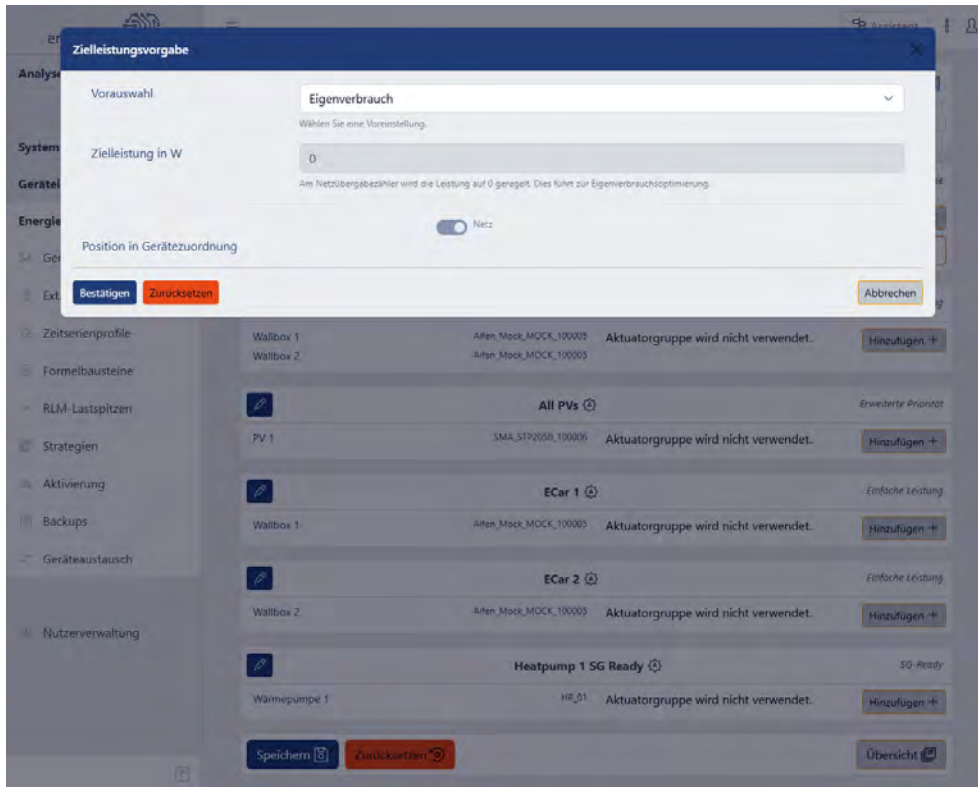 Assistent
Zielleistungsvorgabe
Vorauswahl
Eigenverbrauch
Wählen Sie eine Voreinstellung.
Zielleistung in W
0
Am Netzübergabezähler wird die Leistung auf 0 geregelt. Dies führt zur Eigenverbrauchsoptimierung.
Netz
Position in Gerätezuordnung
Bestätigen Zurücksetzen Abbrechen
Zeitserienprofile
Formelbausteine
RLM-Lastspitzen
Strategien
Aktivierung
Backups
Geräteaustausch
Nutzerverwaltung
Wallbox 1 Alfen_Mock_MOCK_100005 Aktuatorgruppe wird nicht verwendet. Hinzufügen +
Wallbox 2 Alfen_Mock_MOCK_100005
All PVs Erweiterte Priorität
PV 1 SMA_STP2050_100006 Aktuatorgruppe wird nicht verwendet. Hinzufügen +
ECar 1 Einfache Leistung
Wallbox 1 Alfen_Mock_MOCK_100005 Aktuatorgruppe wird nicht verwendet. Hinzufügen +
ECar 2 Einfache Leistung
Wallbox 2 Alfen_Mock_MOCK_100005 Aktuatorgruppe wird nicht verwendet. Hinzufügen +
Heatpump 1 SG Ready SG-Ready
Wärmepumpe 1 HP_01 Aktuatorgruppe wird nicht verwendet. Hinzufügen +
Speichern Zurücksetzen Übersicht